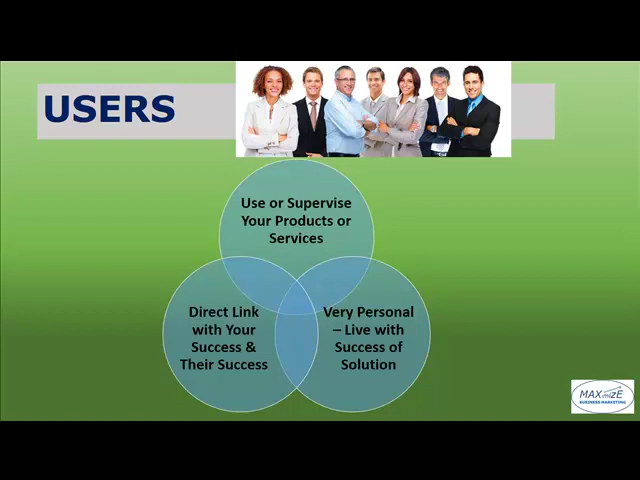 USERS
Use or Supervise
Your Products or
Services
Direct Link
with Your
Success &
Their Success
Very Personal
– Live with
Success of
Solution
MAXimizE
BUSINESS MARKETING